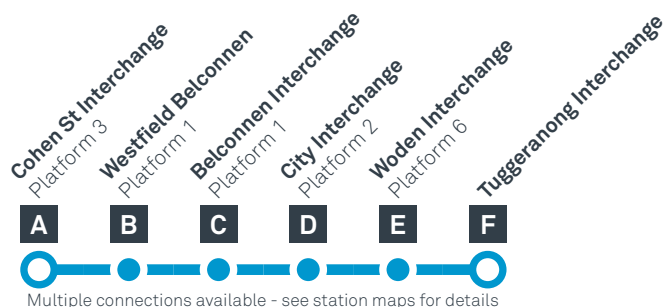 Cohen St Interchange
Platform 3
Westfield Belconnen
Platform 1
Belconnen Interchange
Platform 1
City Interchange
Platform 2
Woden Interchange
Platform 6
Tuggeranong Interchange
A B C D E F
Multiple connections available - see station maps for details